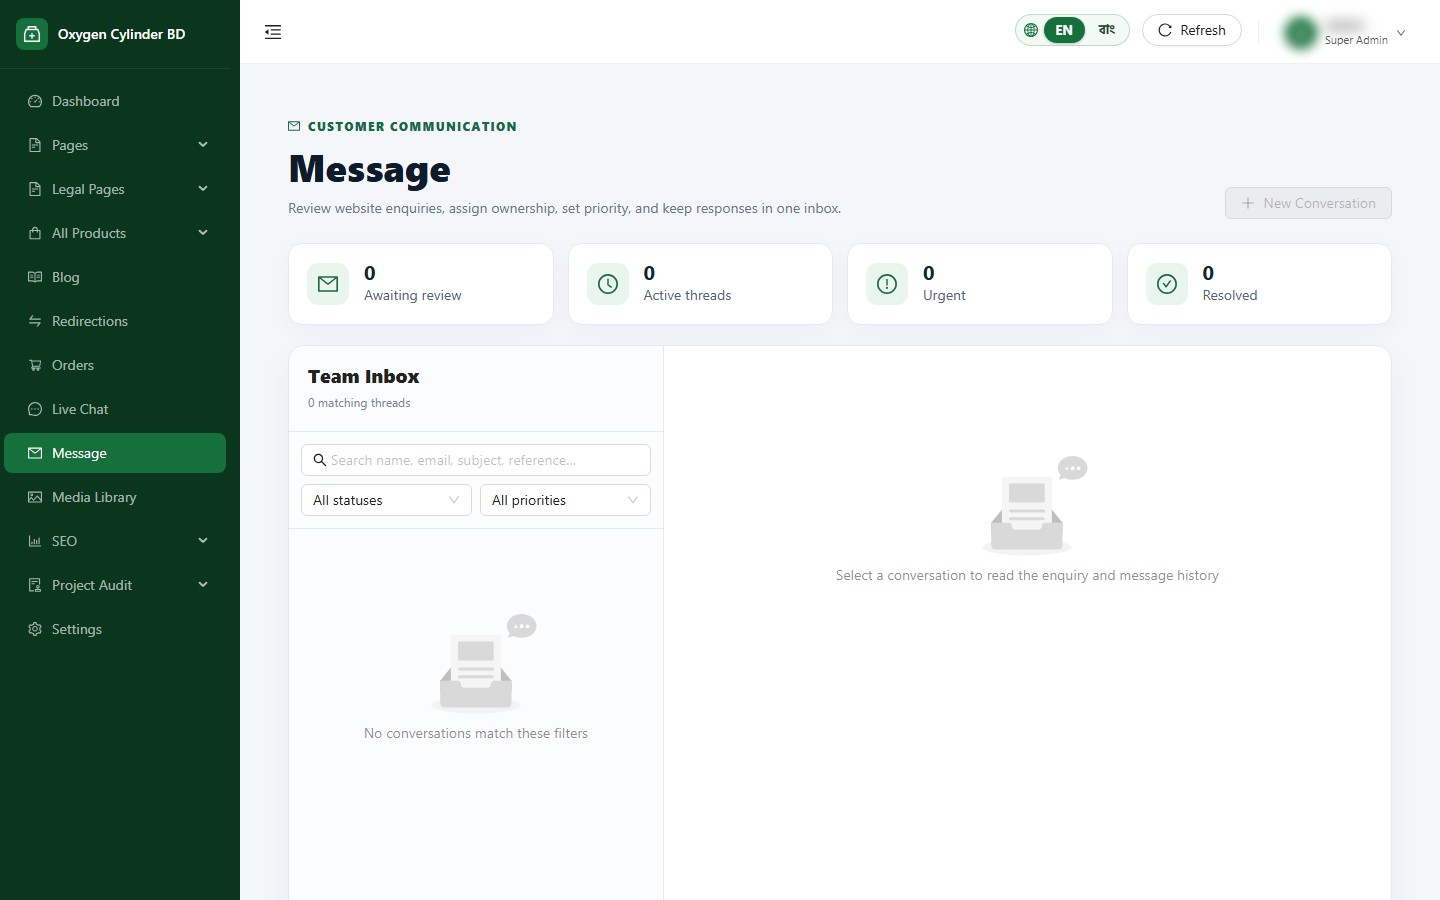 Oxygen Cylinder BD
EN
বাং
Refresh
Super Admin
Dashboard
Pages
Legal Pages
All Products
Blog
Redirections
Orders
Live Chat
Message
Media Library
SEO
Project Audit
Settings
CUSTOMER COMMUNICATION
Message
Review website enquiries, assign ownership, set priority, and keep responses in one inbox.
New Conversation
0
Awaiting review
0
Active threads
0
Urgent
0
Resolved
Team Inbox
0 matching threads
Search name, email, subject, reference...
All statuses
All priorities
No conversations match these filters
Select a conversation to read the enquiry and message history